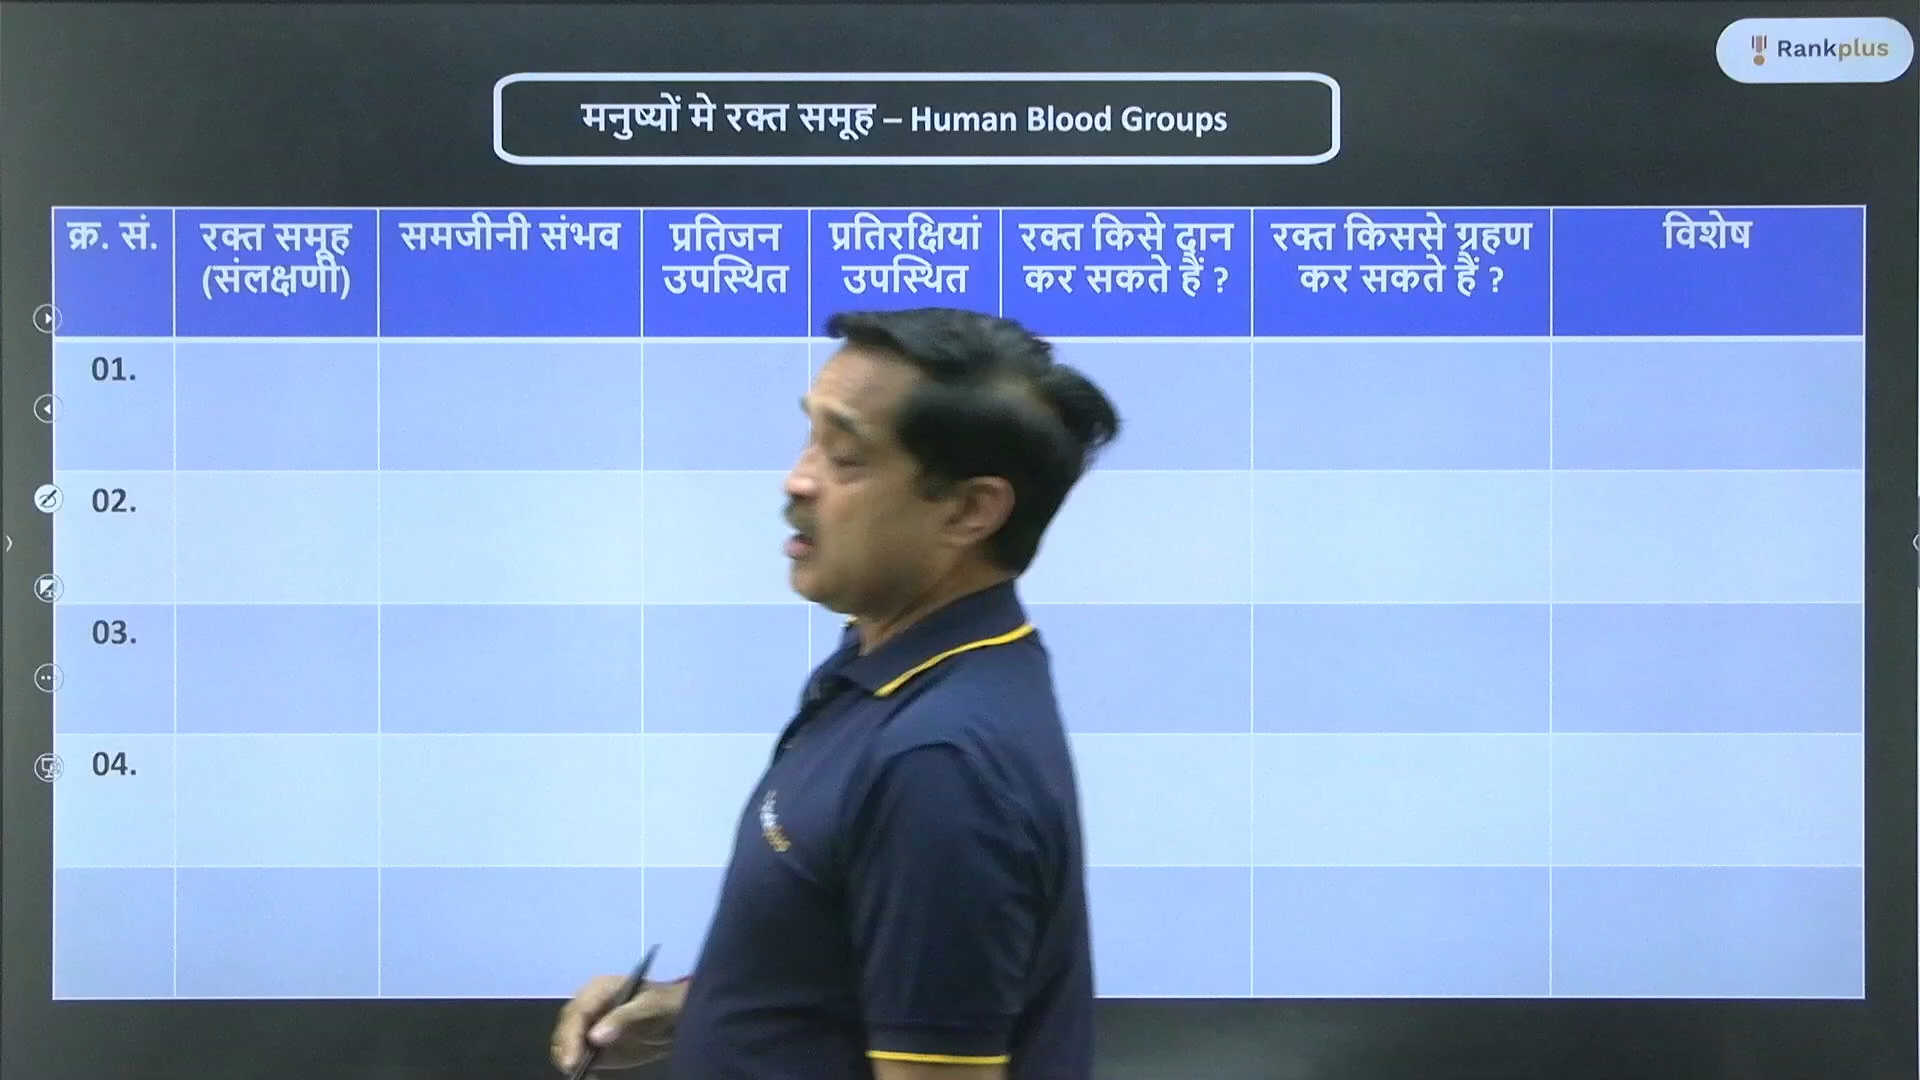 Rankplus
मनुष्यों मे रक्त समूह – Human Blood Groups
क्र. सं.
रक्त समूह
(संलक्षणी)
समजीनी संभव
प्रतिजन
उपस्थित
प्रतिरक्षियां
उपस्थित
रक्त किसे दान
कर सकते हैं ?
रक्त किससे ग्रहण
कर सकते हैं ?
विशेष
01.
02.
03.
04.